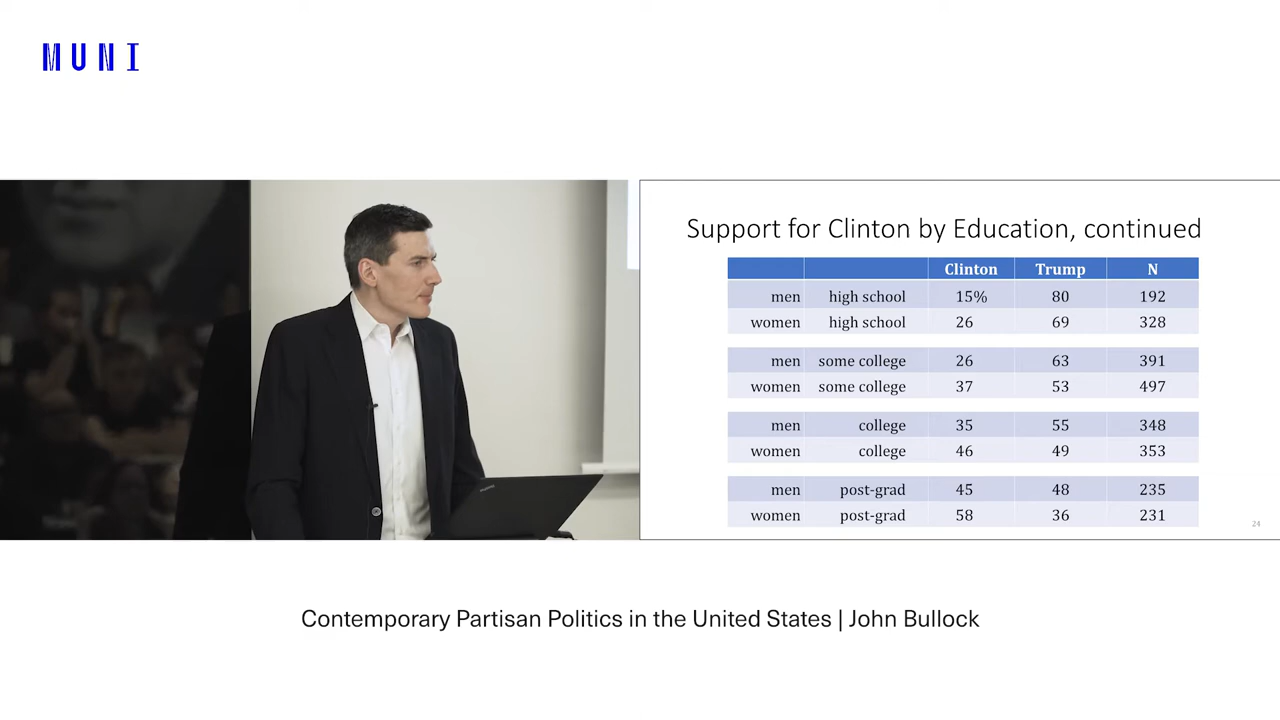 MUNI
Support for Clinton by Education, continued
Clinton Trump N
men high school 15% 80 192
women high school 26 69 328
men some college 26 63 391
women some college 37 53 497
men college 35 55 348
women college 46 49 353
men post-grad 45 48 235
women post-grad 58 36 231
24
Contemporary Partisan Politics in the United States | John Bullock